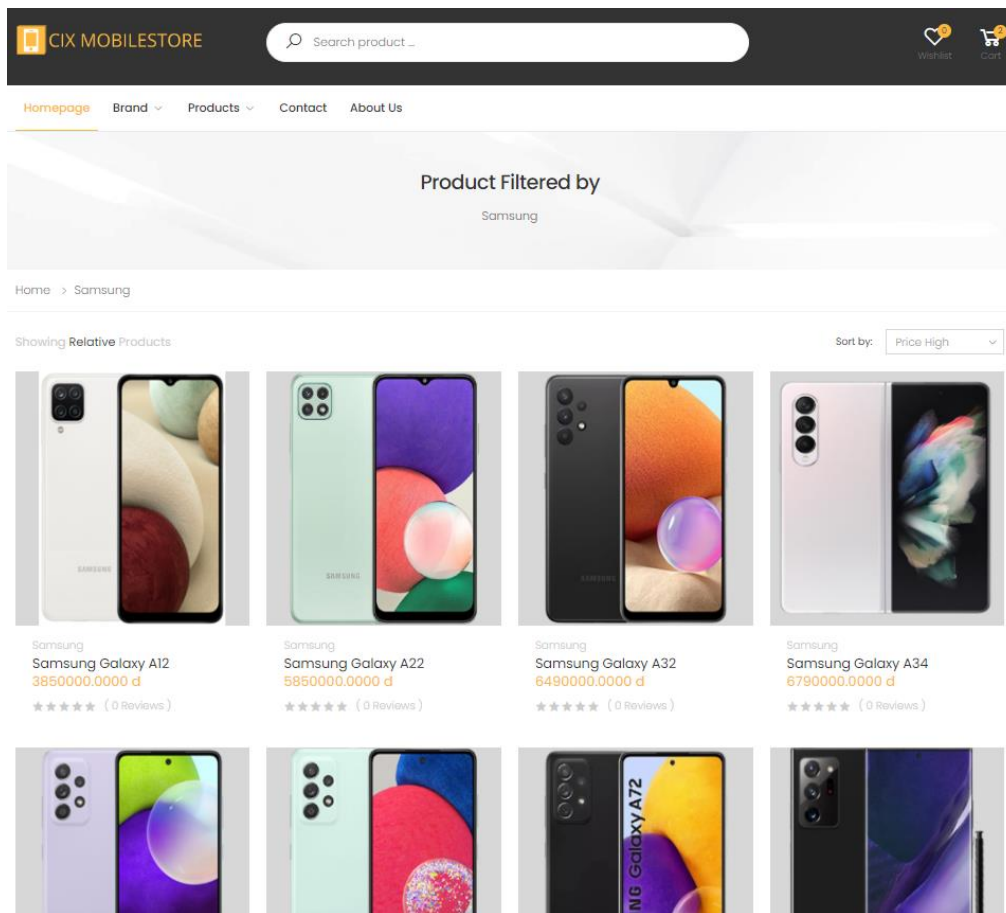 CIX MOBILESTORE
Search product ...
0
Wishlist
2
Cart
Homepage Brand Products Contact About Us
Product Filtered by
Samsung
Home > Samsung
Showing Relative Products
Sort by: Price High
SAMSUNG
SAMSUNG
SAMSUNG
Samsung
Samsung Galaxy A12
3850000.0000 đ
( 0 Reviews )
Samsung
Samsung Galaxy A22
5850000.0000 đ
( 0 Reviews )
Samsung
Samsung Galaxy A32
6490000.0000 đ
( 0 Reviews )
Samsung
Samsung Galaxy A34
6790000.0000 đ
( 0 Reviews )
NG Galaxy A72